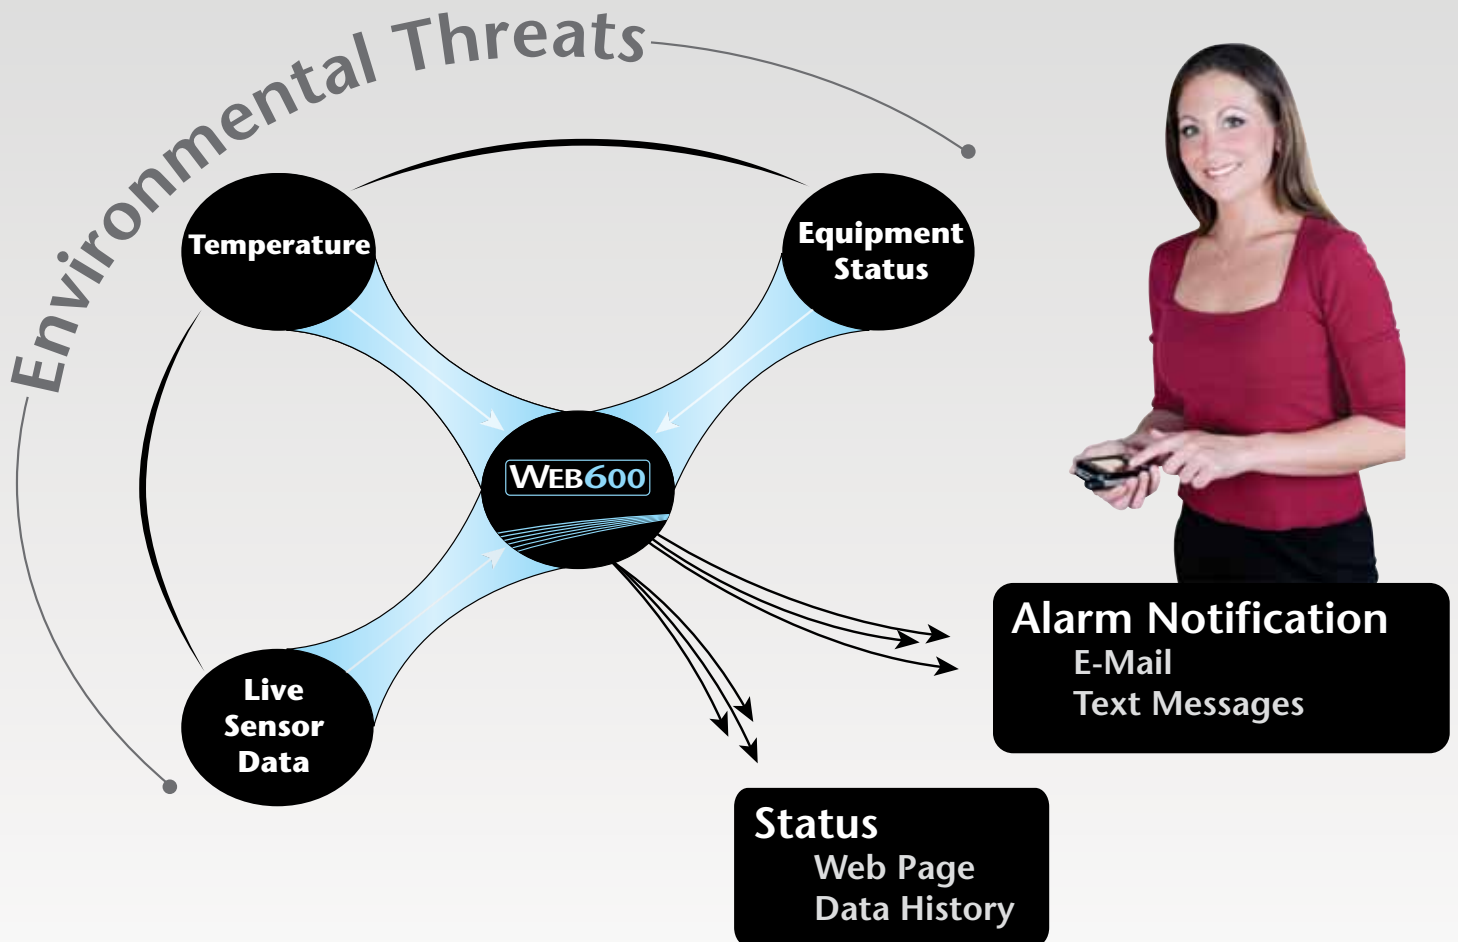 Environmental Threats
Temperature
Equipment
Status
WEB600
Live
Sensor
Data
Alarm Notification
E-Mail
Text Messages
Status
Web Page
Data History